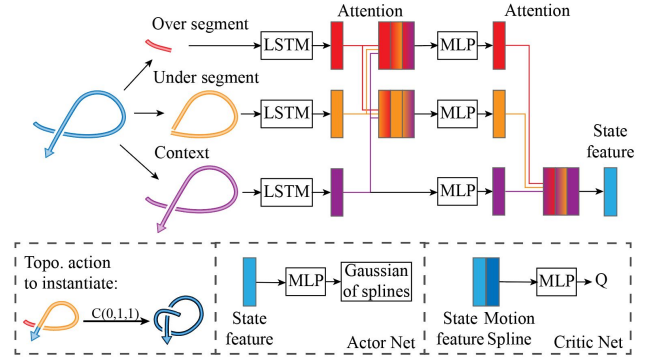 Over segment
Attention
Attention
LSTM
MLP
Under segment
LSTM
MLP
Context
State
feature
LSTM
MLP
Topo. action
to instantiate:
C(0,1,1)
MLP
Gaussian
of splines
State
feature
Actor Net
MLP
Q
State Motion
feature Spline
Critic Net